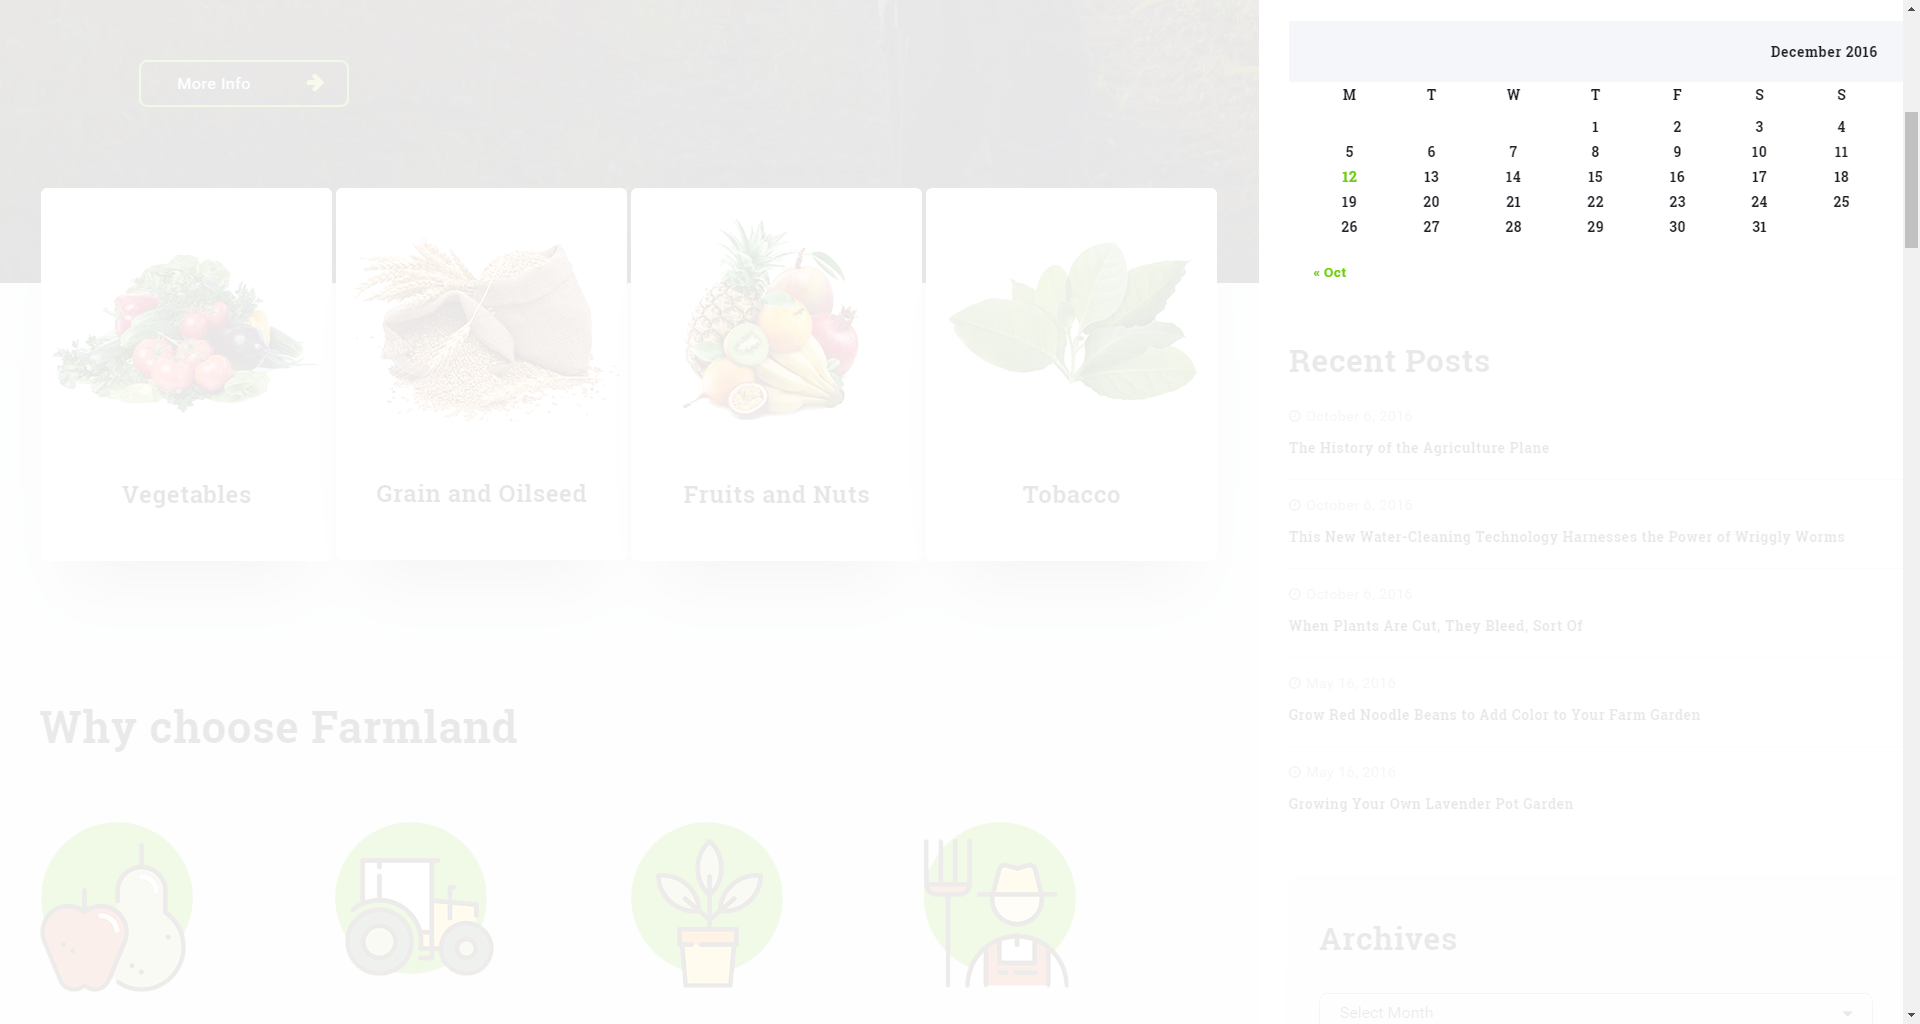 More Info
Vegetables
Grain and Oilseed
Fruits and Nuts
Tobacco
Why choose Farmland
December 2016
M T W T F S S
1 2 3 4
5 6 7 8 9 10 11
12 13 14 15 16 17 18
19 20 21 22 23 24 25
26 27 28 29 30 31
« Oct
Recent Posts
October 6, 2016
The History of the Agriculture Plane
October 6, 2016
This New Water-Cleaning Technology Harnesses the Power of Wriggly Worms
October 6, 2016
When Plants Are Cut, They Bleed, Sort Of
May 16, 2016
Grow Red Noodle Beans to Add Color to Your Farm Garden
May 16, 2016
Growing Your Own Lavender Pot Garden
Archives
Select Month